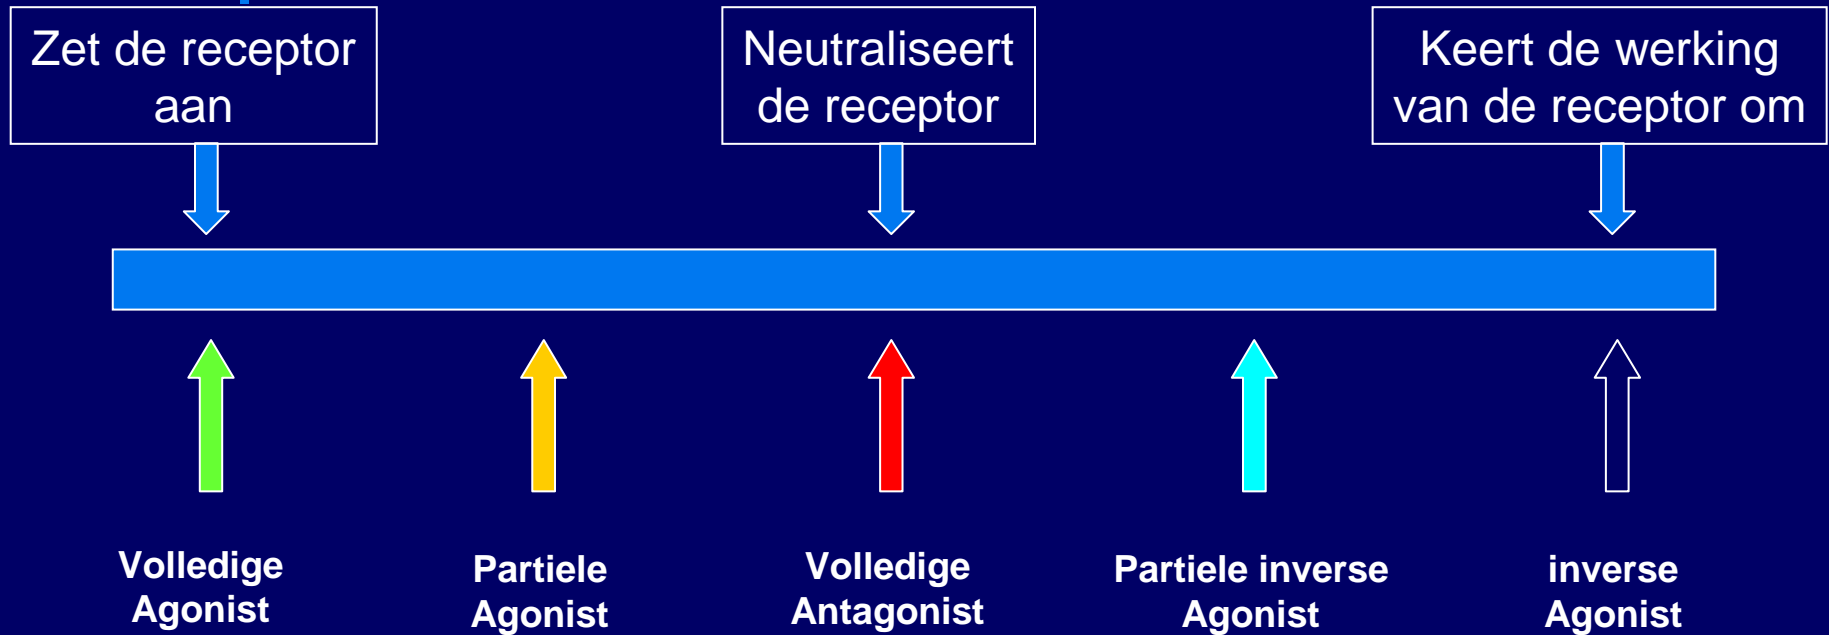 Zet de receptor
aan
Neutraliseert
de receptor
Keert de werking
van de receptor om
Volledige
Agonist
Partiele
Agonist
Volledige
Antagonist
Partiele inverse
Agonist
inverse
Agonist